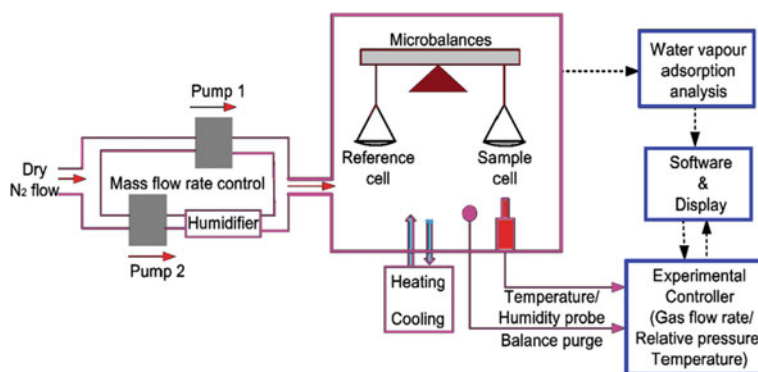 Microbalances
Water vapour
adsorption
analysis
Pump 1
Dry
N₂ flow
Mass flow rate control
Reference
cell
Sample
cell
Software
&
Display
Humidifier
Pump 2
Heating
Cooling
Temperature/
Humidity probe
Balance purge
Experimental
Controller
(Gas flow rate/
Relative pressure
Temperature)